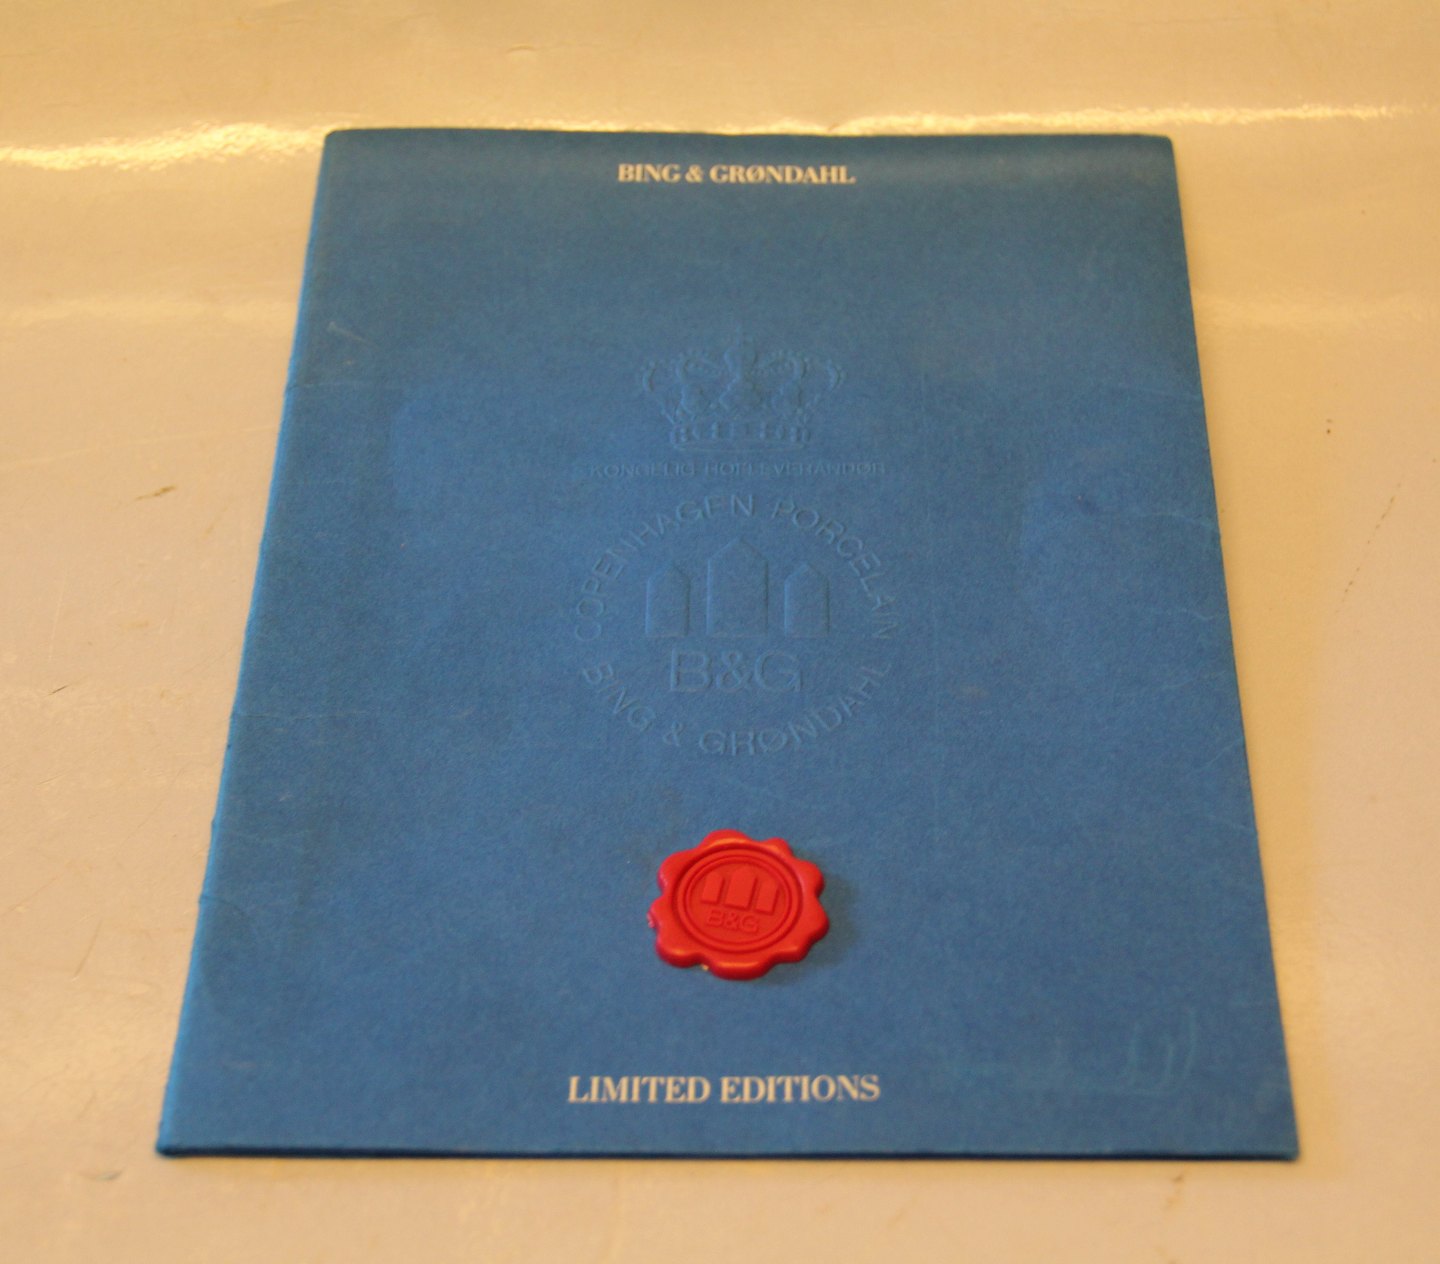 BING & GRØNDAHL
KONGELIG HOFLEVERANDØR
COPENHAGEN PORCELAIN
B&G
BING & GRØNDAHL
B&G
LIMITED EDITIONS